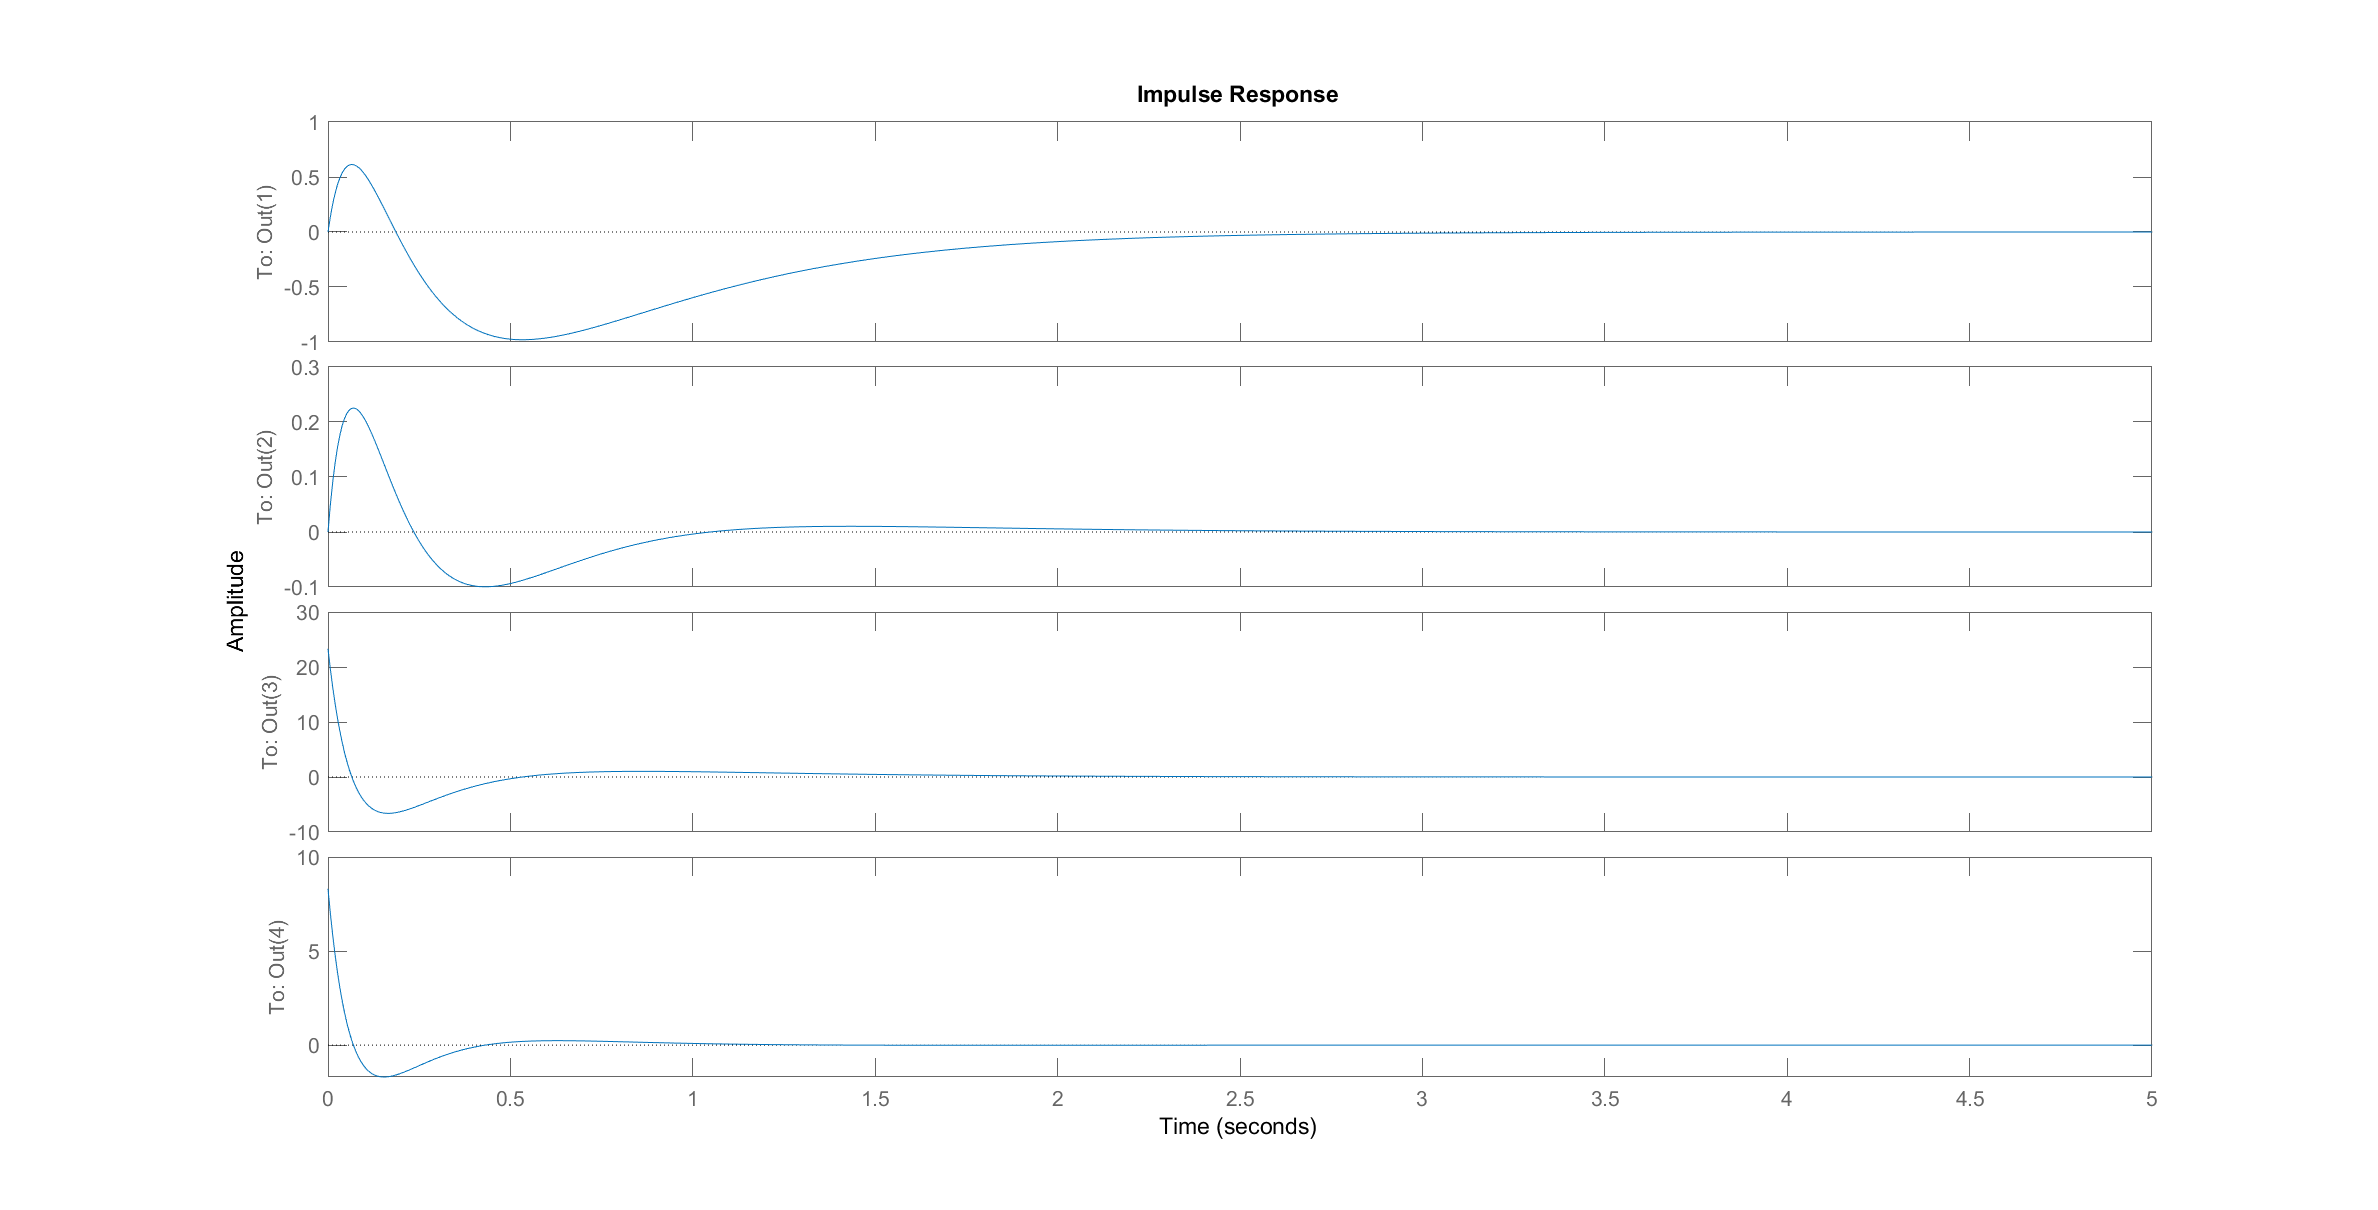 Impulse Response
Amplitude
To: Out(1)
1
0.5
0
-0.5
-1
To: Out(2)
0.3
0.2
0.1
0
-0.1
To: Out(3)
30
20
10
0
-10
To: Out(4)
10
5
0
0 0.5 1 1.5 2 2.5 3 3.5 4 4.5 5
Time (seconds)